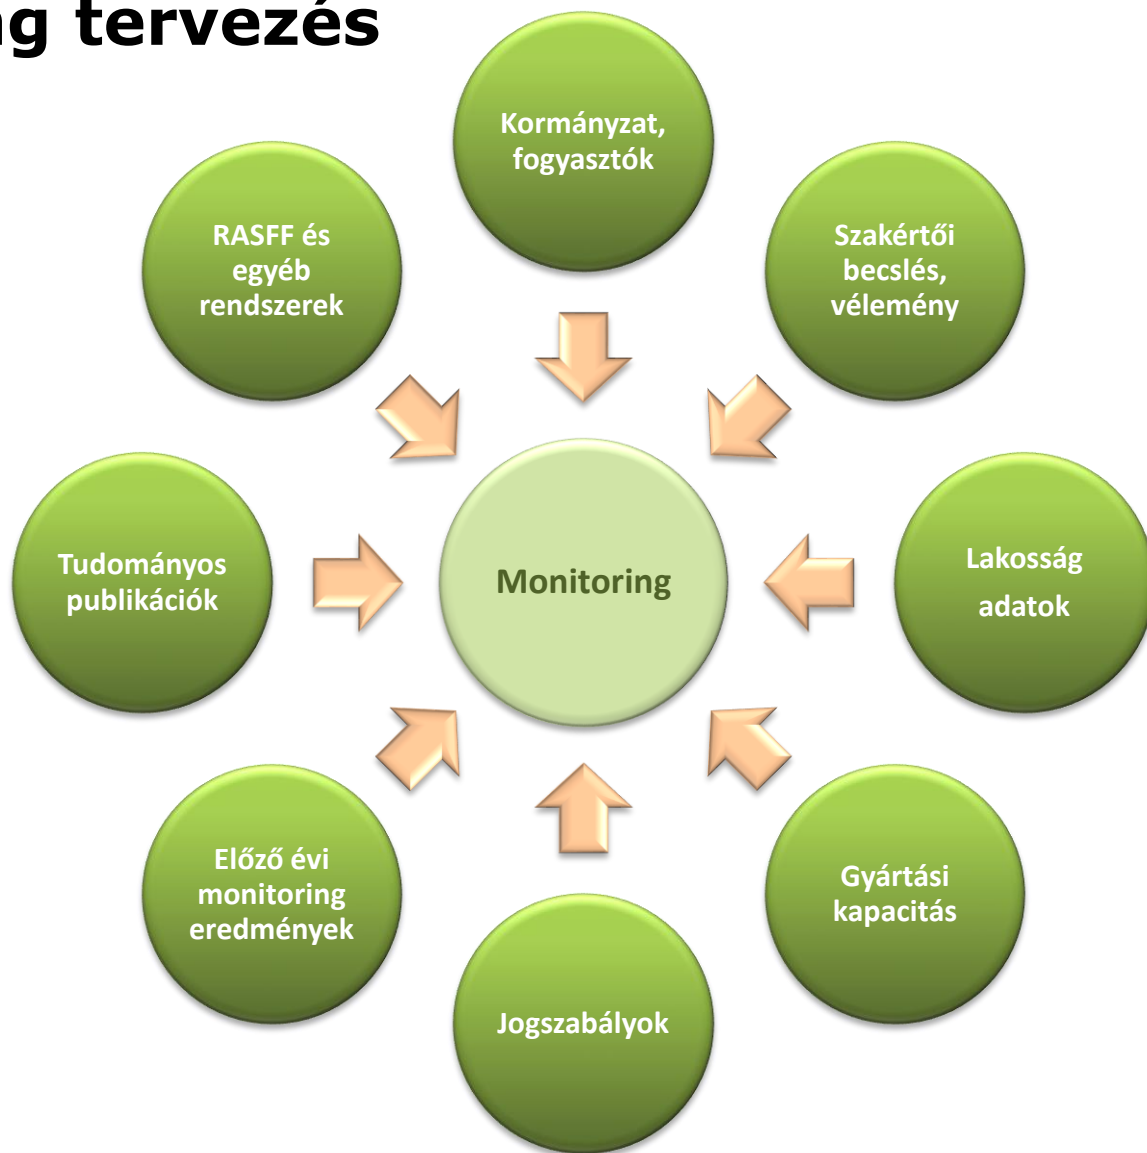 tervezés
Kormányzat,
fogyasztók
Szakértői
becslés,
vélemény
Lakosság
adatok
Gyártási
kapacitás
Jogszabályok
Előző évi
monitoring
eredmények
Tudományos
publikációk
RASFF és
egyéb
rendszerek
Monitoring